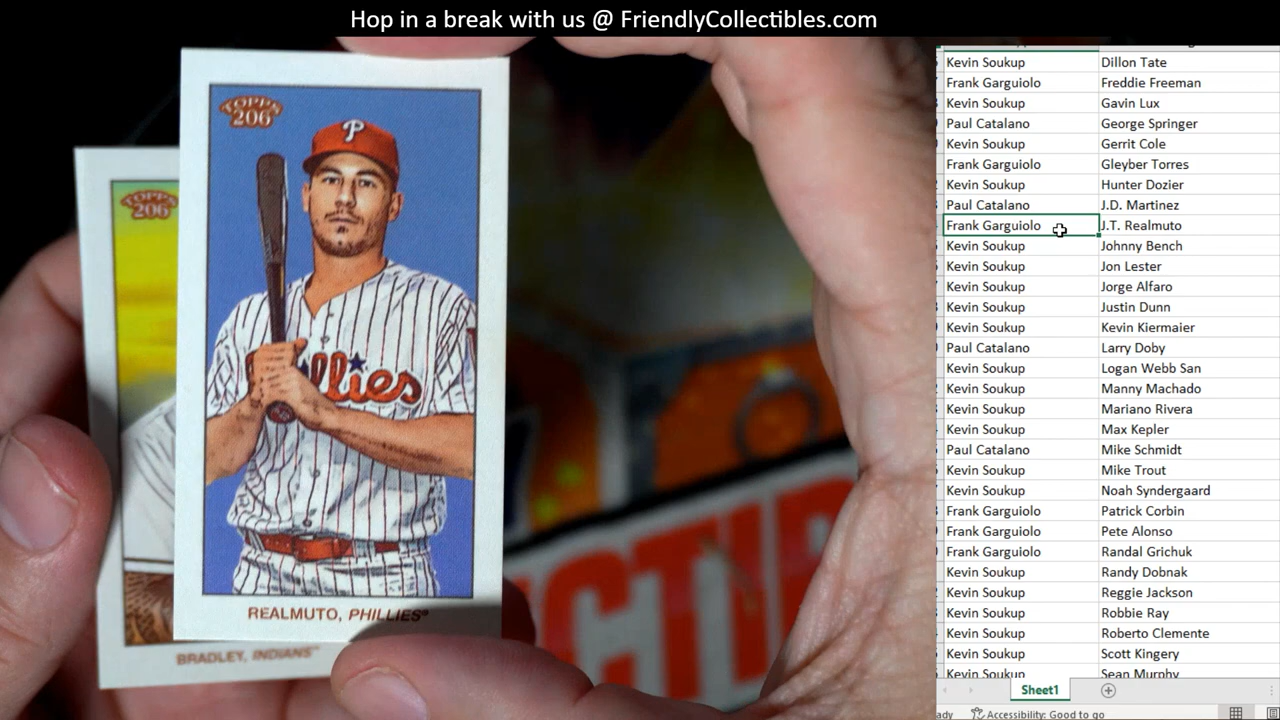 Hop in a break with us @ FriendlyCollectibles.com
TOPPS
206
P
Phillies
REALMUTO, PHILLIES
TOPPS
206
BRADLEY, INDIANS
CTIB
Kevin Soukup Dillon Tate
Frank Garguiolo Freddie Freeman
Kevin Soukup Gavin Lux
Paul Catalano George Springer
Kevin Soukup Gerrit Cole
Frank Garguiolo Gleyber Torres
Kevin Soukup Hunter Dozier
Paul Catalano J.D. Martinez
Frank Garguiolo J.T. Realmuto
Kevin Soukup Johnny Bench
Kevin Soukup Jon Lester
Kevin Soukup Jorge Alfaro
Kevin Soukup Justin Dunn
Kevin Soukup Kevin Kiermaier
Paul Catalano Larry Doby
Kevin Soukup Logan Webb San
Kevin Soukup Manny Machado
Kevin Soukup Mariano Rivera
Kevin Soukup Max Kepler
Paul Catalano Mike Schmidt
Kevin Soukup Mike Trout
Kevin Soukup Noah Syndergaard
Frank Garguiolo Patrick Corbin
Frank Garguiolo Pete Alonso
Frank Garguiolo Randal Grichuk
Kevin Soukup Randy Dobnak
Kevin Soukup Reggie Jackson
Kevin Soukup Robbie Ray
Kevin Soukup Roberto Clemente
Kevin Soukup Scott Kingery
Kevin Soukup Sean Murphy
Sheet1
ady Accessibility: Good to go